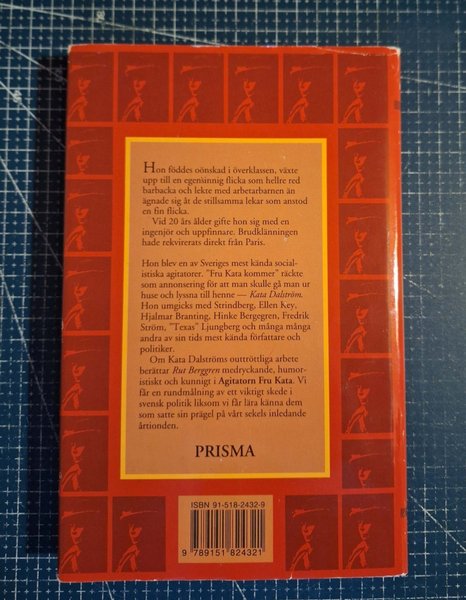 Hon föddes oönskad i överklassen, växte
upp till en egensinnig flicka som hellre red
barbacka och lekte med arbetarbarnen än
ägnade sig åt de stillsamma lekar som anstod
en fin flicka.
Vid 20 års ålder gifte hon sig med en
ingenjör och uppfinnare. Brudklänningen
hade rekvirerats direkt från Paris.
Hon blev en av Sveriges mest kända social-
istiska agitatorer. "Fru Kata kommer" räckte
som annonsering för att man skulle gå man ur
huse och lyssna till henne — Kata Dalström.
Hon umgicks med Strindberg, Ellen Key,
Hjalmar Branting, Hinke Bergegren, Fredrik
Ström, "Texas" Ljungberg och många många
andra av sin tids mest kända författare och
politiker.
Om Kata Dalströms outtröttliga arbete
berättar Rut Berggren medryckande, humor-
istiskt och kunnigt i Agitatorn Fru Kata. Vi
får en rundmålning av ett viktigt skede i
svensk politik liksom vi får lära känna dem
som satte sin prägel på vårt sekels inledande
årtionden.
PRISMA
ISBN 91-518-2432-9
9 789151 824321